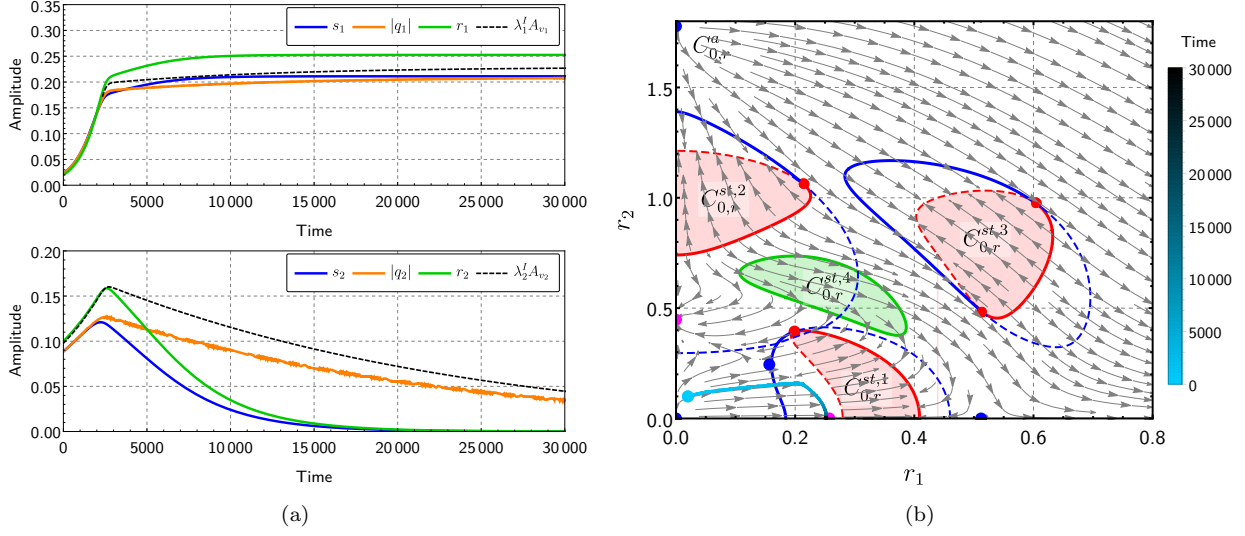 0.35
0.30
0.25
0.20
0.15
0.10
0.05
0.00
Amplitude
s₁ |q₁| r₁ λ₁ᴵA_{v₁}
0 5000 10 000 15 000 20 000 25 000 30 000
Time
0.20
0.15
0.10
0.05
0.00
Amplitude
s₂ |q₂| r₂ λ₂ᴵA_{v₂}
0 5000 10 000 15 000 20 000 25 000 30 000
Time
(a)
1.5
1.0
0.5
0.0
r₂
C^{a}_{0,r}
C^{st,2}_{0,r}
C^{st,3}_{0,r}
C^{st,4}_{0,r}
C^{st,1}_{0,r}
0.0 0.2 0.4 0.6 0.8
r₁
Time
30 000
25 000
20 000
15 000
10 000
5000
0
(b)